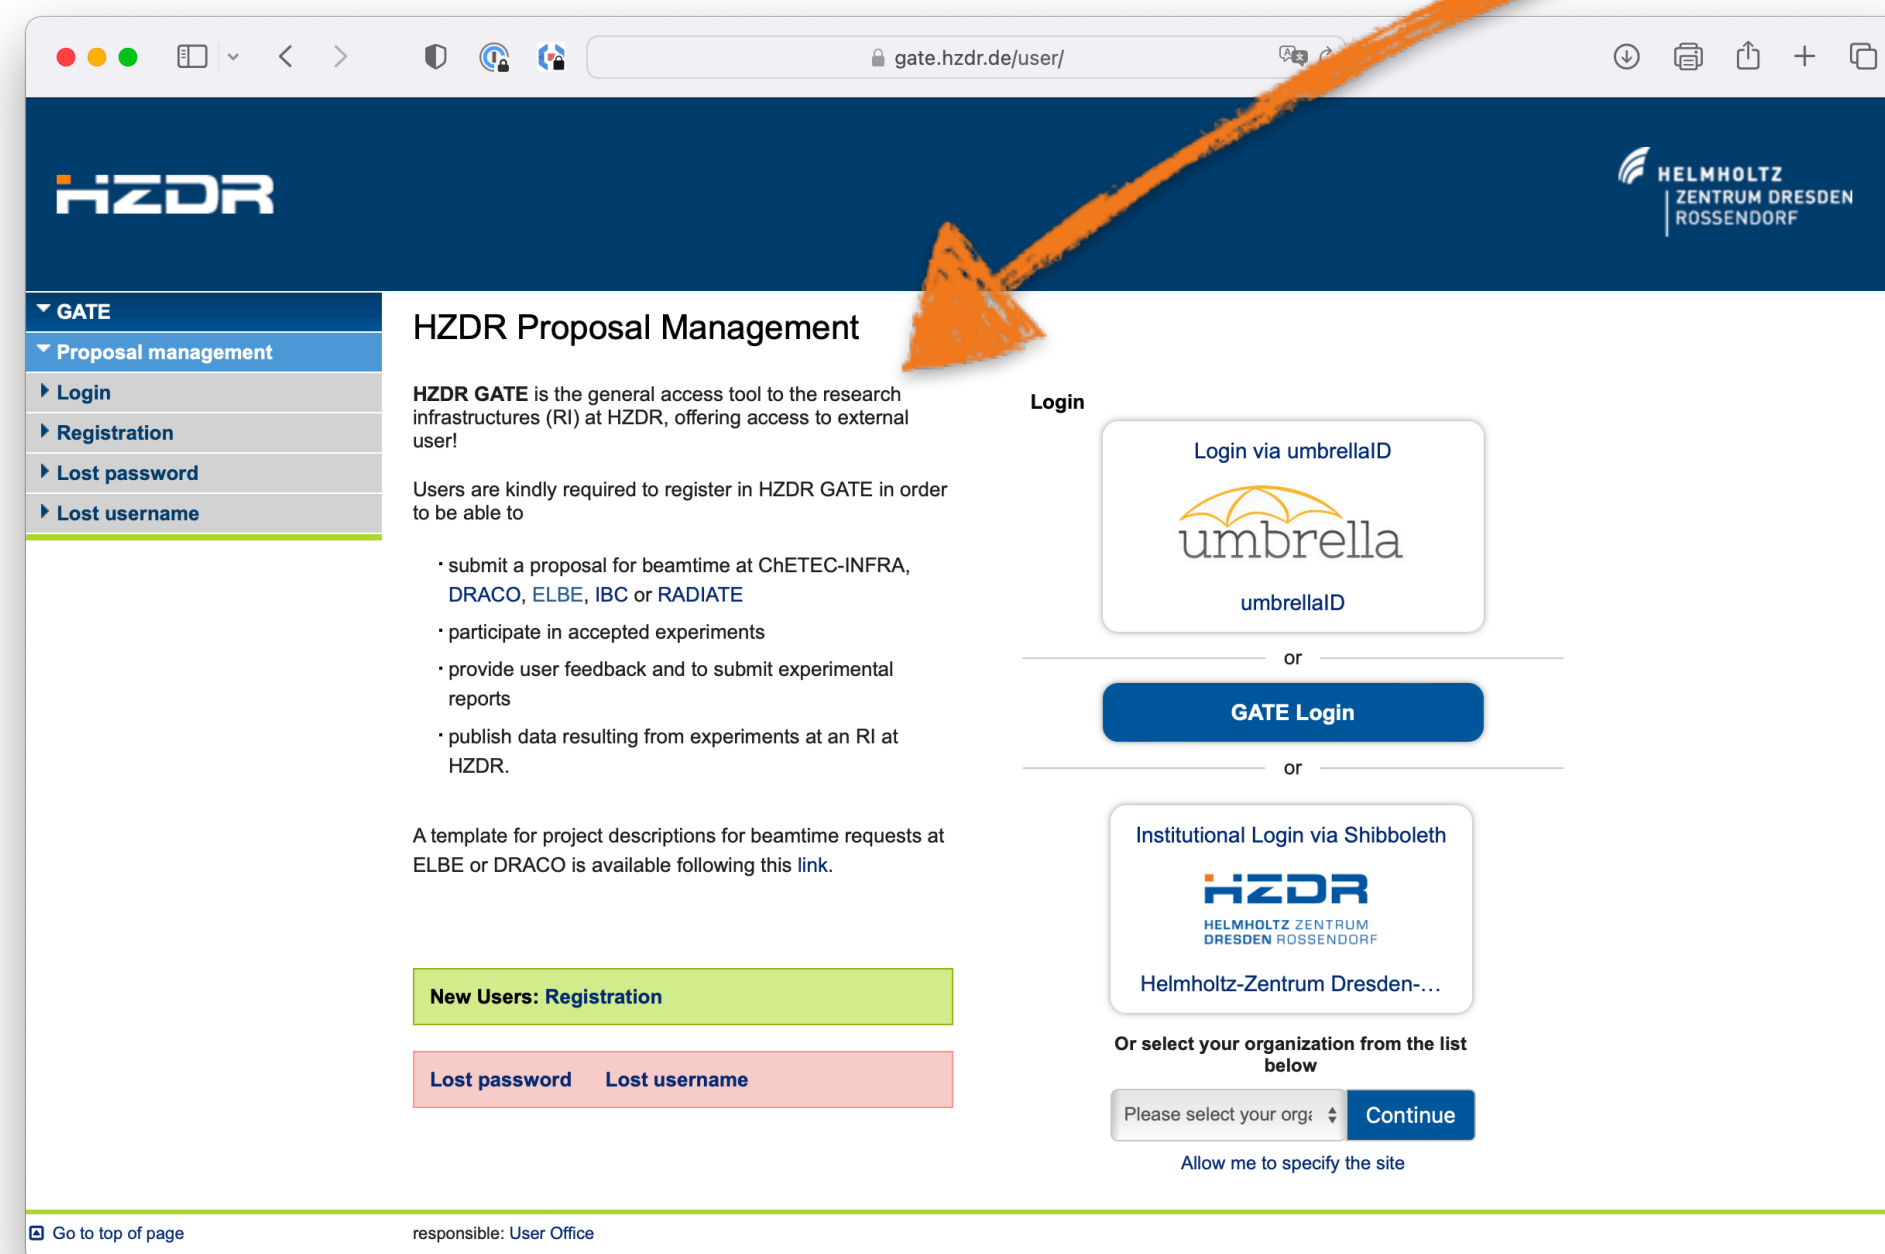 gate.hzdr.de/user/
HZDR
HELMHOLTZ
ZENTRUM DRESDEN
ROSSENDORF
GATE
Proposal management
Login
Registration
Lost password
Lost username
HZDR Proposal Management
HZDR GATE is the general access tool to the research
infrastructures (RI) at HZDR, offering access to external
user!
Users are kindly required to register in HZDR GATE in order
to be able to
· submit a proposal for beamtime at ChETEC-INFRA,
DRACO, ELBE, IBC or RADIATE
· participate in accepted experiments
· provide user feedback and to submit experimental
reports
· publish data resulting from experiments at an RI at
HZDR.
A template for project descriptions for beamtime requests at
ELBE or DRACO is available following this link.
New Users: Registration
Lost password Lost username
Login
Login via umbrellaID
umbrella
umbrellaID
or
GATE Login
or
Institutional Login via Shibboleth
HZDR
HELMHOLTZ ZENTRUM
DRESDEN ROSSENDORF
Helmholtz-Zentrum Dresden-...
Or select your organization from the list
below
Please select your orga
Continue
Allow me to specify the site
Go to top of page
responsible: User Office